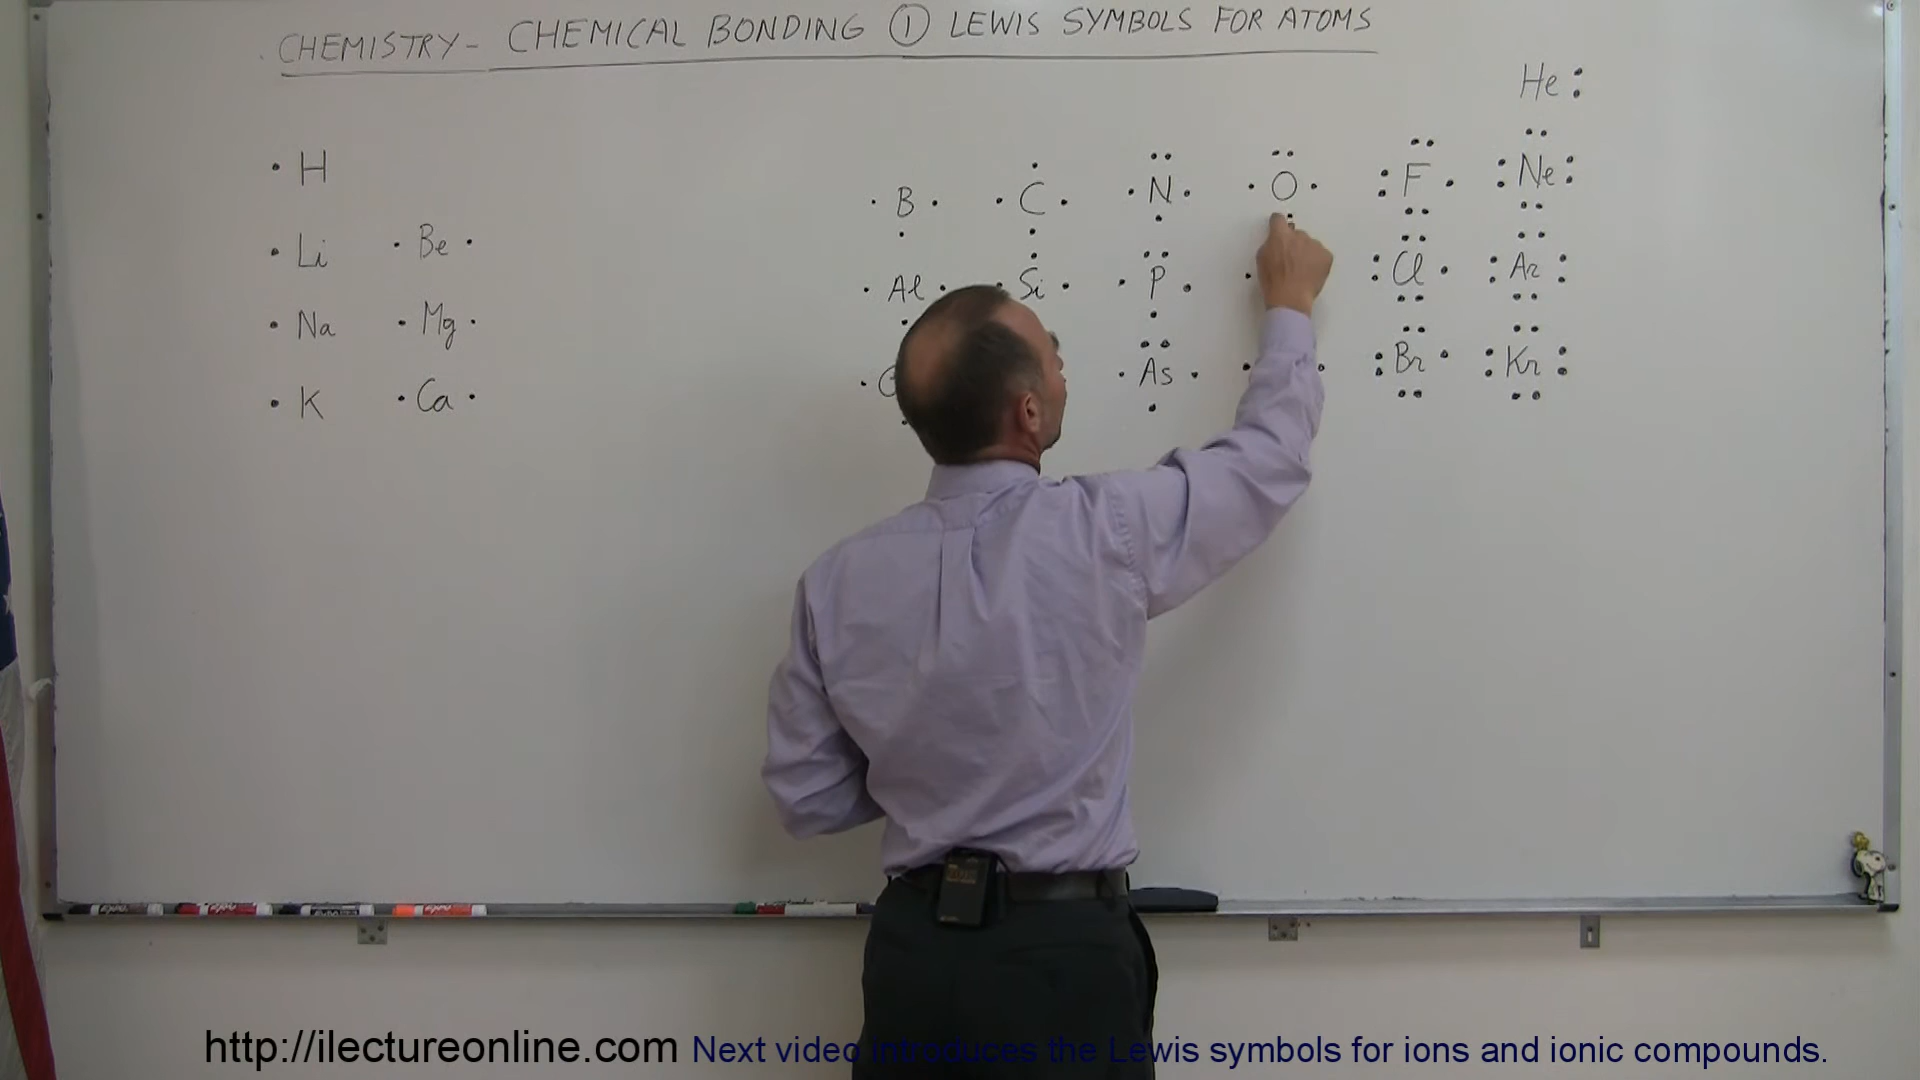 CHEMISTRY - CHEMICAL BONDING ① LEWIS SYMBOLS FOR ATOMS
He
H B C N O F Ne
Li Be Al Si P Cl Ar
Na Mg As Br Kr
K Ca
http://ilectureonline.com Next video introduces the Lewis symbols for ions and ionic compounds.